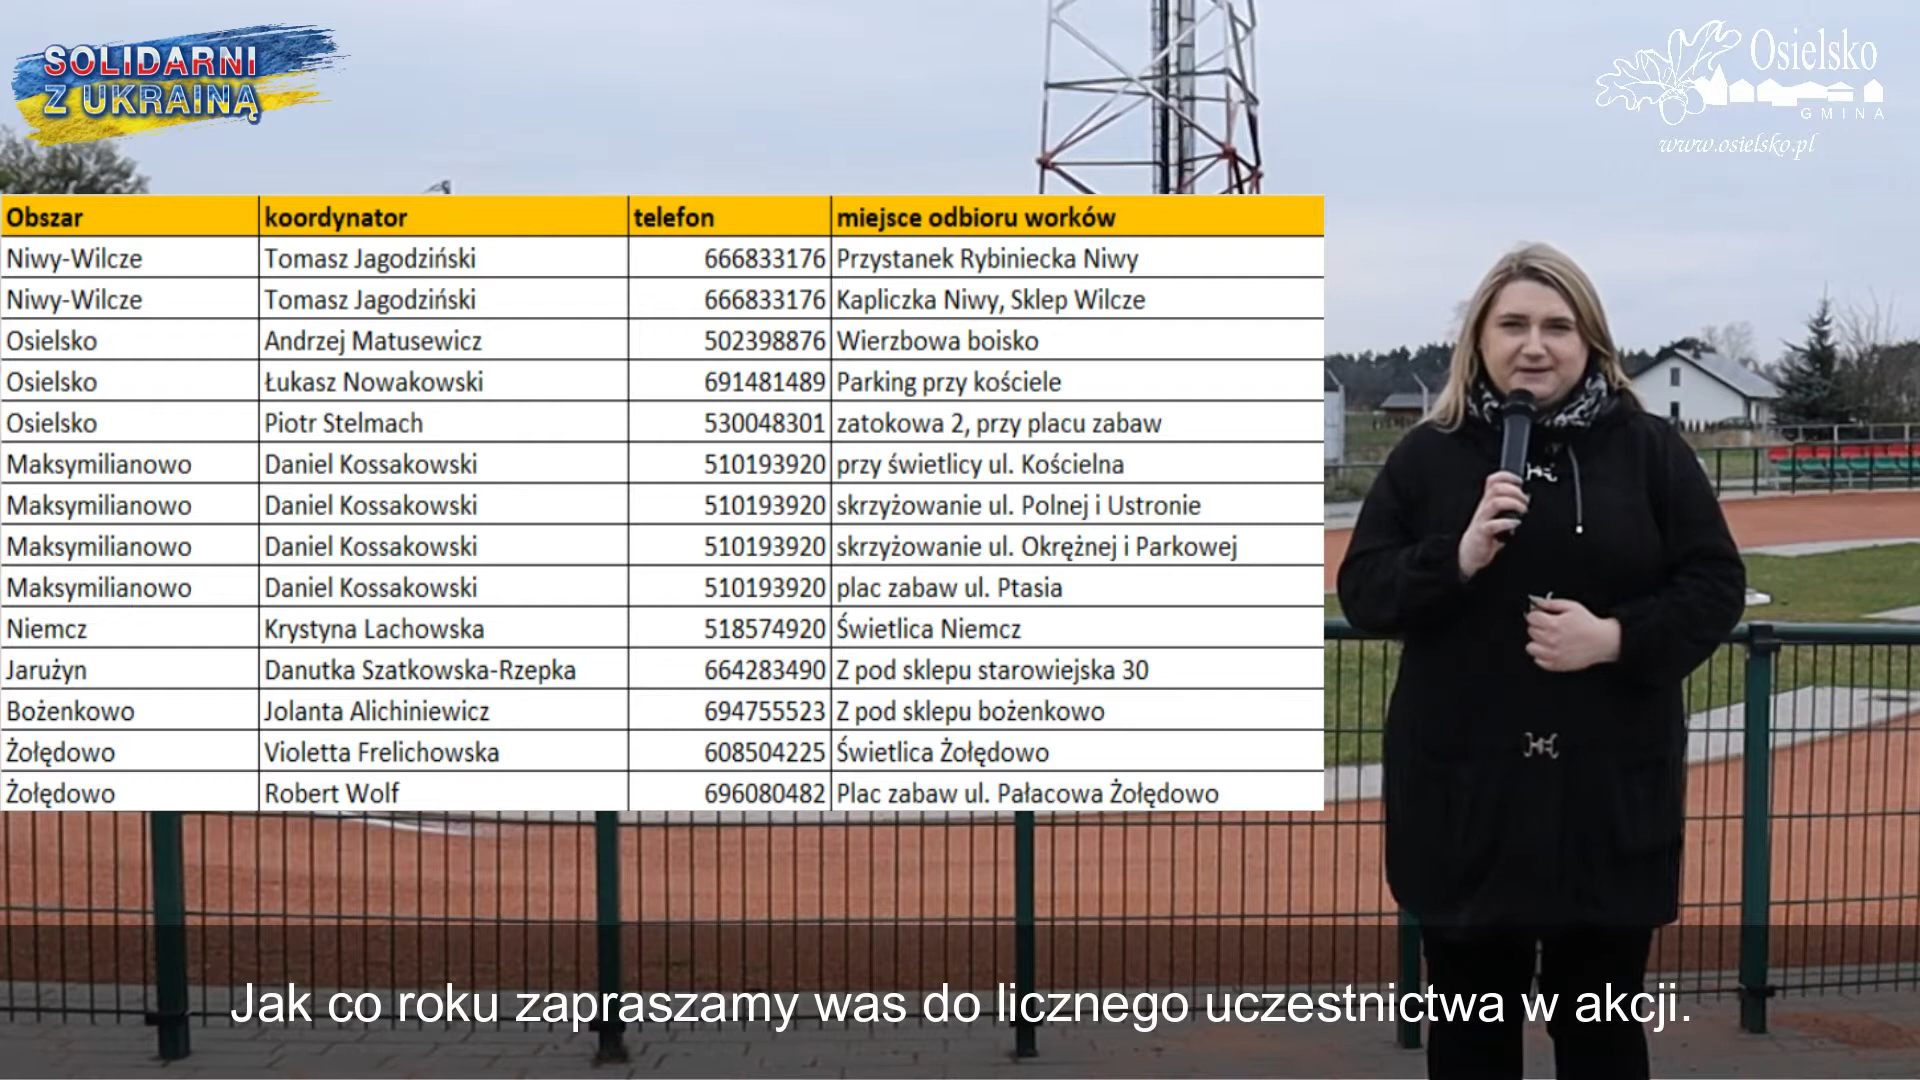 SOLIDARNI
Z UKRAINĄ
Osielsko
GMINA
www.osielsko.pl
Obszar koordynator telefon miejsce odbioru worków
Niwy-Wilcze Tomasz Jagodziński 666833176 Przystanek Rybiniecka Niwy
Niwy-Wilcze Tomasz Jagodziński 666833176 Kapliczka Niwy, Sklep Wilcze
Osielsko Andrzej Matusewicz 502398876 Wierzbowa boisko
Osielsko Łukasz Nowakowski 691481489 Parking przy kościele
Osielsko Piotr Stelmach 530048301 zatokowa 2, przy placu zabaw
Maksymilianowo Daniel Kossakowski 510193920 przy świetlicy ul. Kościelna
Maksymilianowo Daniel Kossakowski 510193920 skrzyżowanie ul. Polnej i Ustronie
Maksymilianowo Daniel Kossakowski 510193920 skrzyżowanie ul. Okrężnej i Parkowej
Maksymilianowo Daniel Kossakowski 510193920 plac zabaw ul. Ptasia
Niemcz Krystyna Lachowska 518574920 Świetlica Niemcz
Jarużyn Danutka Szatkowska-Rzepka 664283490 Z pod sklepu starowiejska 30
Bożenkowo Jolanta Alichiniewicz 694755523 Z pod sklepu bożenkowo
Żołędowo Violetta Frelichowska 608504225 Świetlica Żołędowo
Żołędowo Robert Wolf 696080482 Plac zabaw ul. Pałacowa Żołędowo
Jak co roku zapraszamy was do licznego uczestnictwa w akcji.